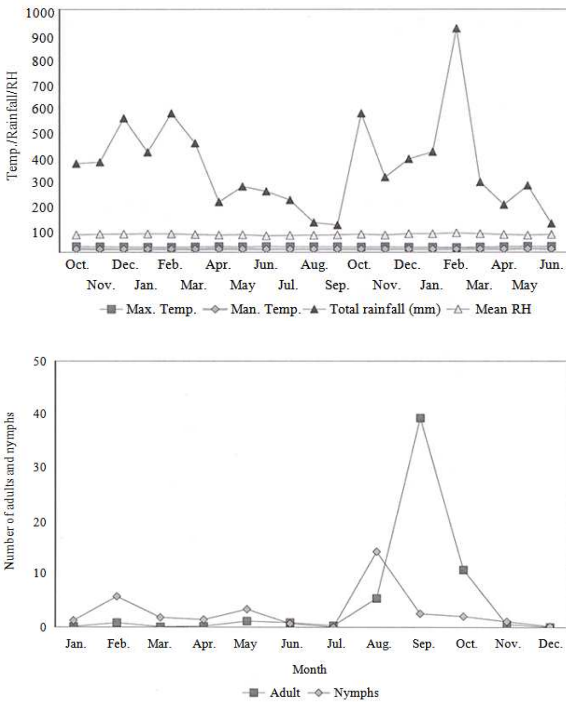 1000
900
800
700
600
500
400
300
200
100
Temp./Rainfall/RH
Oct. Dec. Feb. Apr. Jun. Aug. Oct. Dec. Feb. Apr. Jun.
Nov. Jan. Mar. May Jul. Sep. Nov. Jan. Mar. May
Max. Temp. Man. Temp. Total rainfall (mm) Mean RH
50
40
30
20
10
0
Number of adults and nymphs
Jan. Feb. Mar. Apr. May Jun. Jul. Aug. Sep. Oct. Nov. Dec.
Month
Adult Nymphs